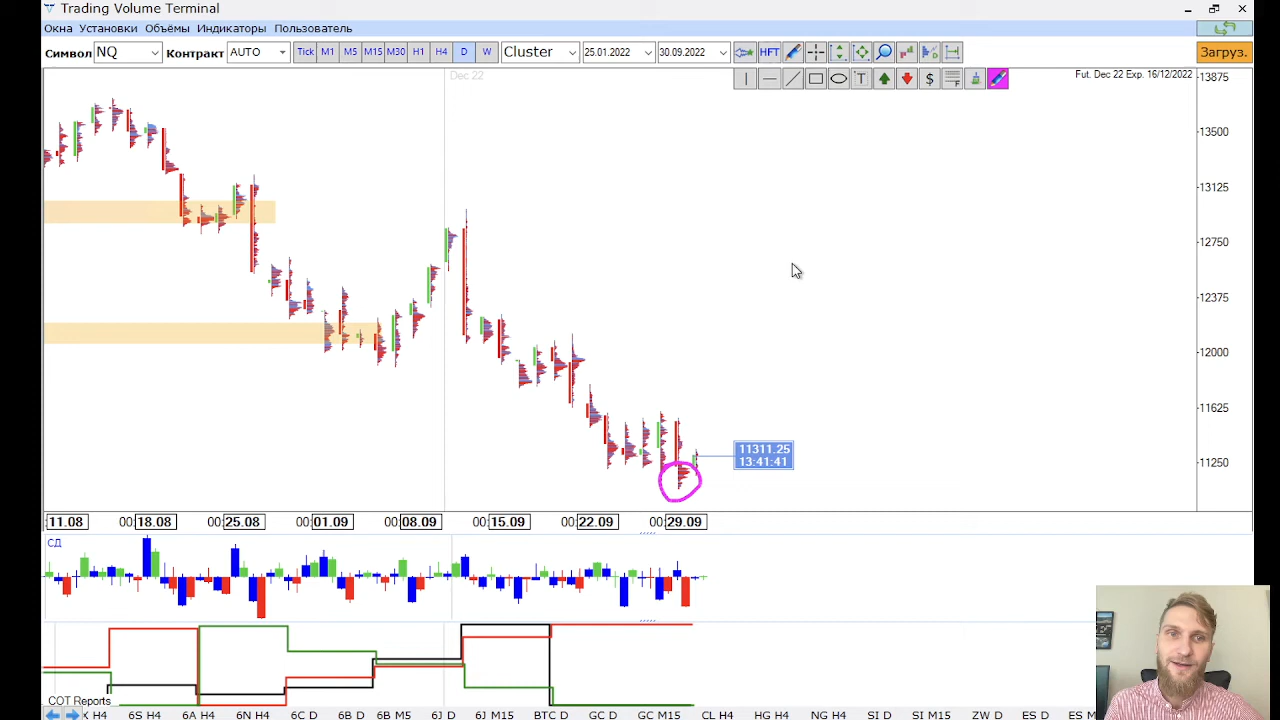 Trading Volume Terminal
Окна Установки Объёмы Индикаторы Пользователь
Символ NQ Контракт AUTO Tick M1 M5 M15 M30 H1 H4 D W Cluster 25.01.2022 30.09.2022 HFT Загруз.
T $ F
Dec 22
Fut. Dec 22 Exp. 16/12/2022
13875
13500
13125
12750
12375
12000
11625
11250
11311.25
13:41:41
11.08 00:18.08 00:25.08 00:01.09 00:08.09 00:15.09 00:22.09 00:29.09
СД
COT Reports
H4 6S H4 6A H4 6N H4 6C D 6B D 6B M5 6J D 6J M15 BTC D GC D GC M15 CL H4 HG H4 NG H4 SI D SI M15 ZW D ES D ES D